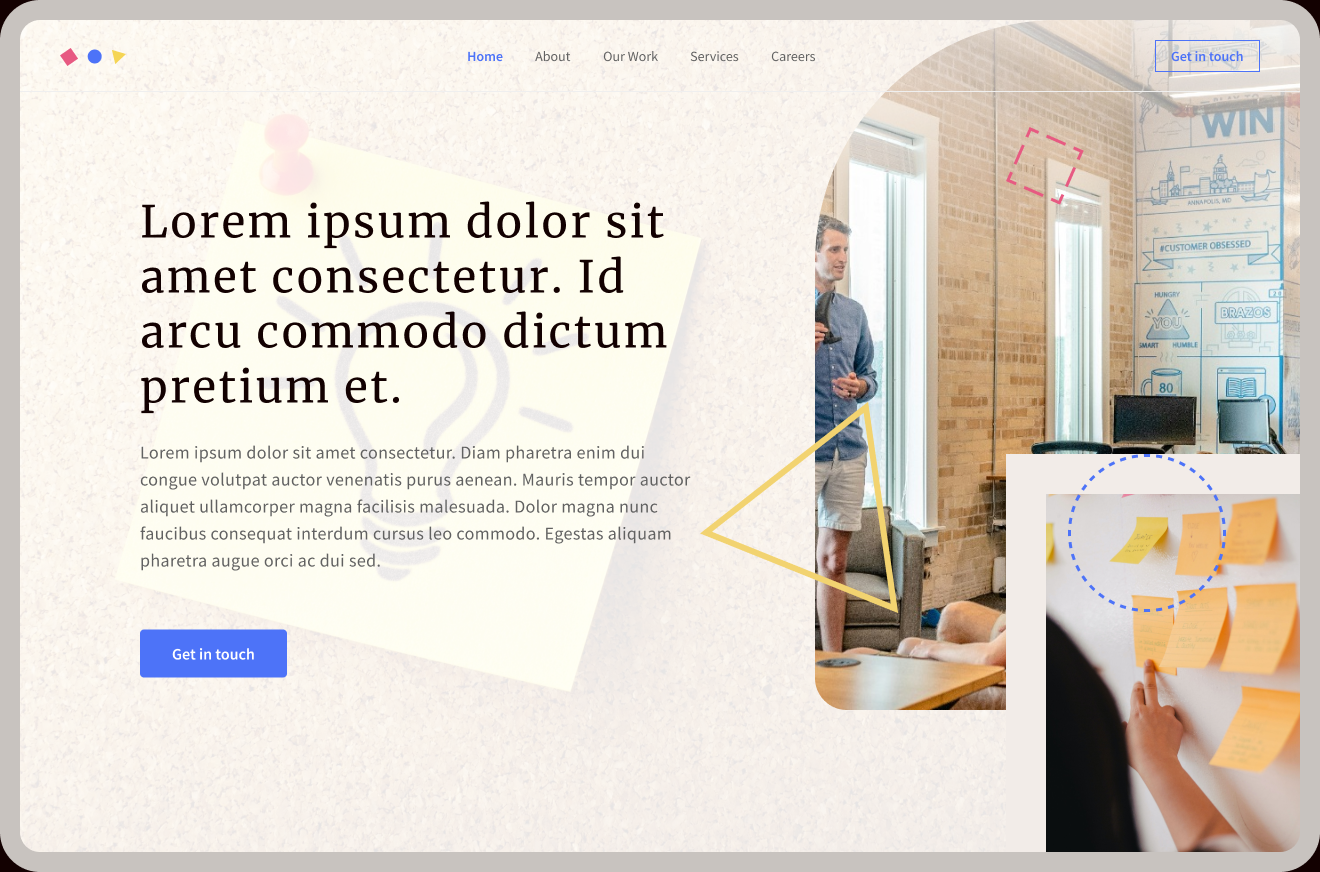 Home
About
Our Work
Services
Careers
Get in touch
WIN
ANNAPOLIS, MD
#CUSTOMER OBSESSED
HUNGRY
YOU
SMART HUMBLE
BRAZOS
80
Lorem ipsum dolor sit
amet consectetur. Id
arcu commodo dictum
pretium et.
Lorem ipsum dolor sit amet consectetur. Diam pharetra enim dui
congue volutpat auctor venenatis purus aenean. Mauris tempor auctor
aliquet ullamcorper magna facilisis malesuada. Dolor magna nunc
faucibus consequat interdum cursus leo commodo. Egestas aliquam
pharetra augue orci ac dui sed.
Get in touch